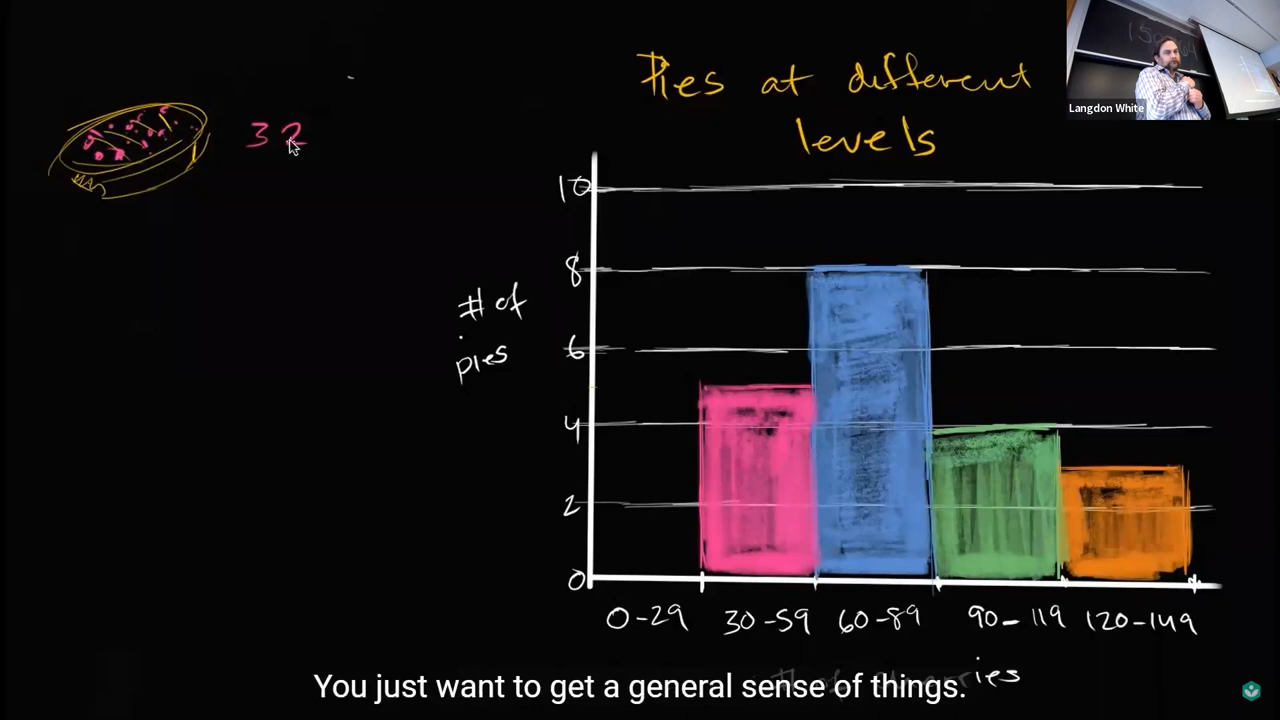 Pies at different
levels
Langdon White
32
10
8
# of
pies
6
4
2
0
0-29 30-59 60-89 90-119 120-149
You just want to get a general sense of things.